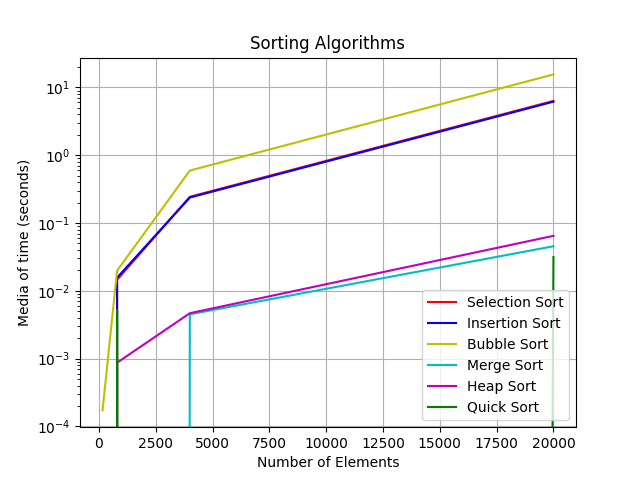 Sorting Algorithms
Media of time (seconds)
10¹
10⁰
10⁻¹
10⁻²
10⁻³
10⁻⁴
Selection Sort
Insertion Sort
Bubble Sort
Merge Sort
Heap Sort
Quick Sort
0 2500 5000 7500 10000 12500 15000 17500 20000
Number of Elements